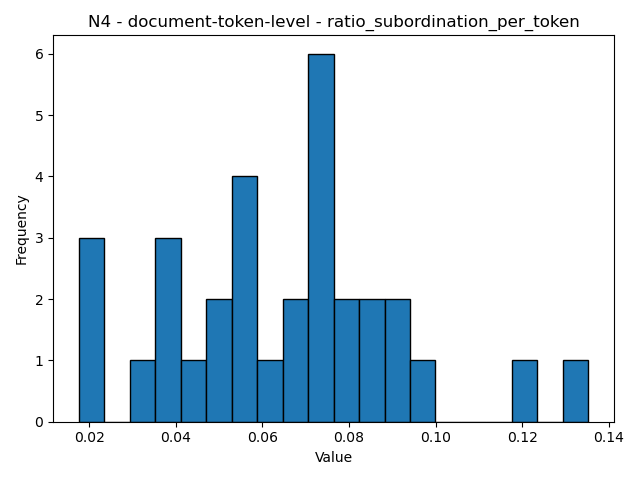 N4 - document-token-level - ratio_subordination_per_token
6
5
4
3
2
1
0
Frequency
0.02 0.04 0.06 0.08 0.10 0.12 0.14
Value